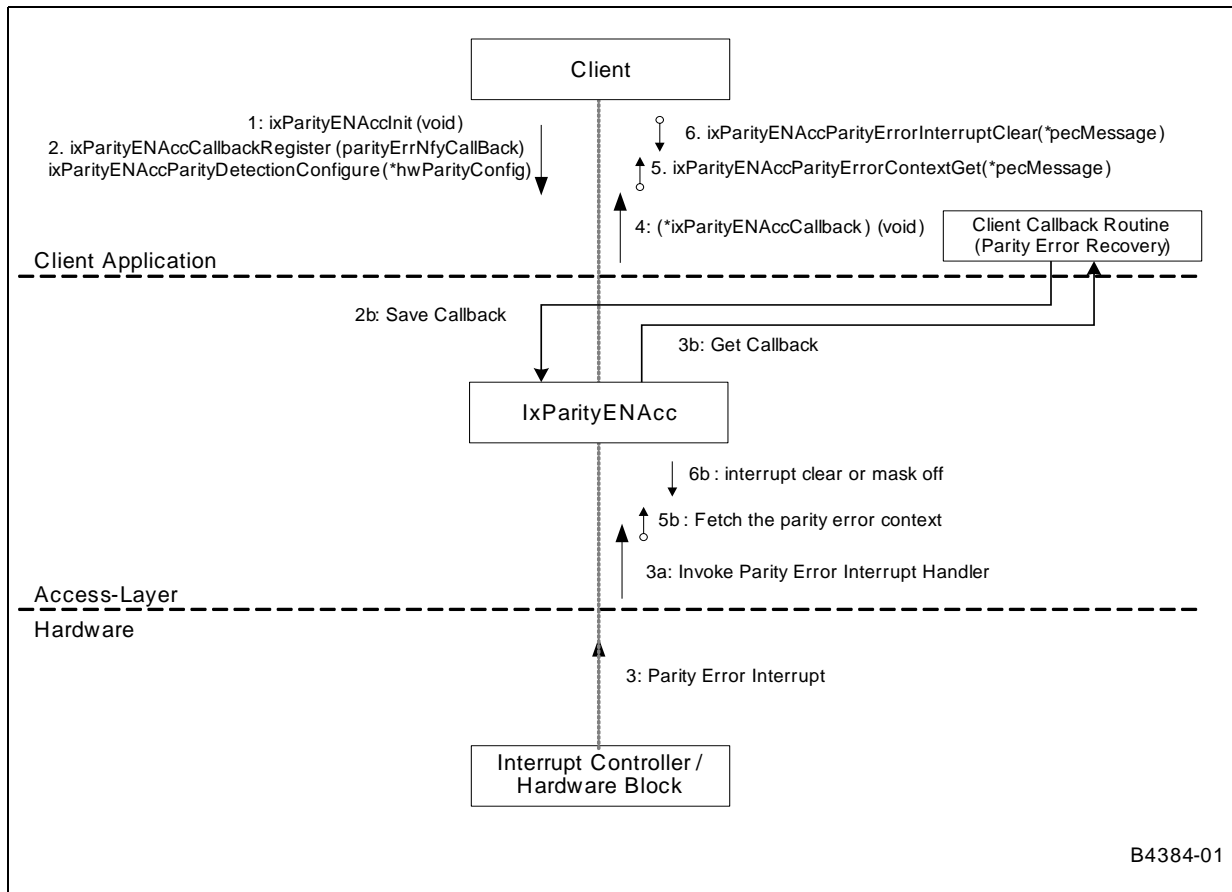 Client
1: ixParityENAccInit (void)
2. ixParityENAccCallbackRegister (parityErrNfyCallBack)
ixParityENAccParityDetectionConfigure (*hwParityConfig)
6. ixParityENAccParityErrorInterruptClear(*pecMessage)
5. ixParityENAccParityErrorContextGet(*pecMessage)
4: (*ixParityENAccCallback) (void)
Client Callback Routine
(Parity Error Recovery)
Client Application
2b: Save Callback
3b: Get Callback
IxParityENAcc
6b : interrupt clear or mask off
5b : Fetch the parity error context
3a: Invoke Parity Error Interrupt Handler
Access-Layer
Hardware
3: Parity Error Interrupt
Interrupt Controller /
Hardware Block
B4384-01